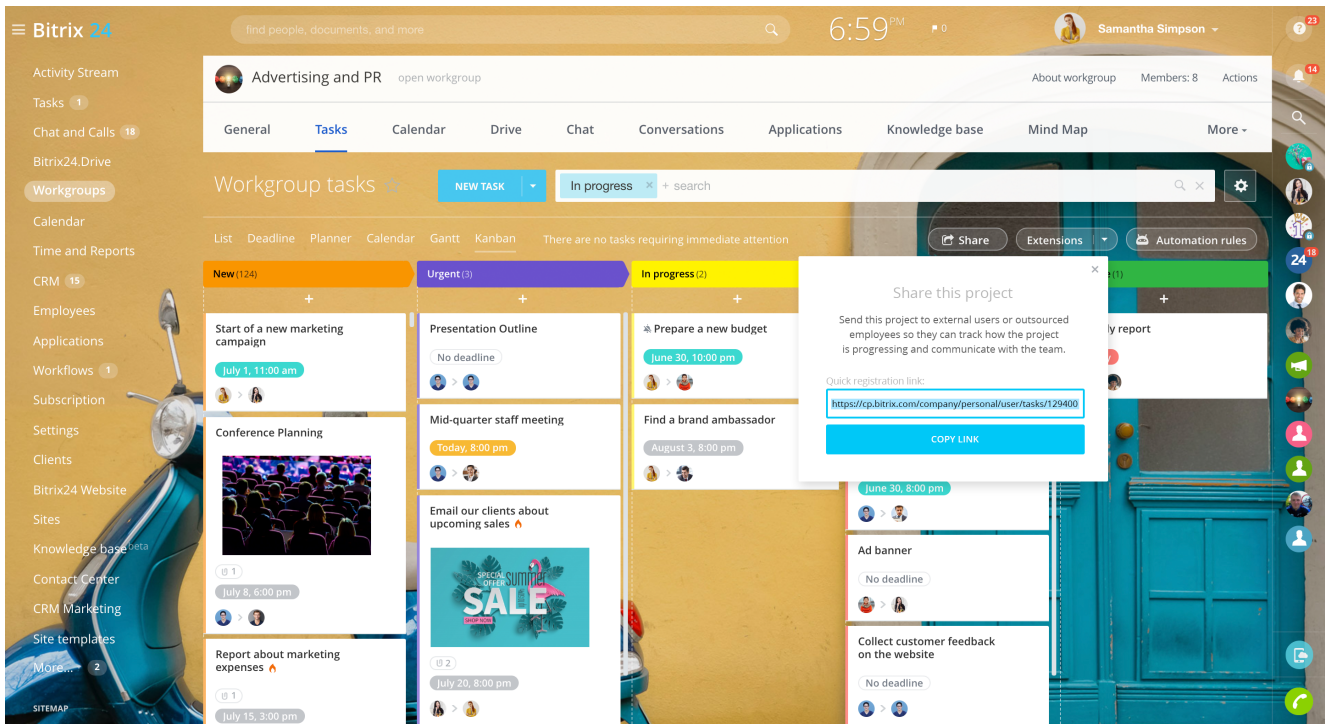 Bitrix 24
find people, documents, and more
6:59 PM
0
Samantha Simpson
23
Activity Stream
Tasks 1
Chat and Calls 18
Bitrix24.Drive
Workgroups
Calendar
Time and Reports
CRM 15
Employees
Applications
Workflows 1
Subscription
Settings
Clients
Bitrix24 Website
Sites
Knowledge base beta
Contact Center
CRM Marketing
Site templates
More... 2
SITEMAP
Advertising and PR open workgroup
About workgroup Members: 8 Actions
General Tasks Calendar Drive Chat Conversations Applications Knowledge base Mind Map More
Workgroup tasks
NEW TASK
In progress × + search
List Deadline Planner Calendar Gantt Kanban
There are no tasks requiring immediate attention
Share
Extensions
Automation rules
New (124)
+
Start of a new marketing
campaign
July 1, 11:00 am
Conference Planning
1
July 8, 6:00 pm
Report about marketing
expenses
1
July 15, 3:00 pm
Urgent (3)
+
Presentation Outline
No deadline
Mid-quarter staff meeting
Today, 8:00 pm
Email our clients about
upcoming sales
SPECIAL
OFFER
SUMMER
SALE
SHOP NOW
2
July 20, 8:00 pm
In progress (2)
+
Prepare a new budget
June 30, 10:00 pm
Find a brand ambassador
August 3, 8:00 pm
Share this project
Send this project to external users or outsourced
employees so they can track how the project
is progressing and communicate with the team.
Quick registration link:
https://cp.bitrix.com/company/personal/user/tasks/129400
COPY LINK
June 30, 8:00 pm
Ad banner
No deadline
Collect customer feedback
on the website
No deadline
(1)
+
ly report
14
24
18